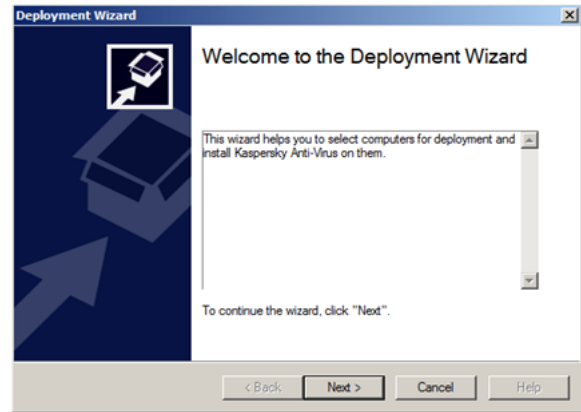 Deployment Wizard
Welcome to the Deployment Wizard
This wizard helps you to select computers for deployment and
install Kaspersky Anti-Virus on them.
To continue the wizard, click "Next".
< Back
Next >
Cancel
Help